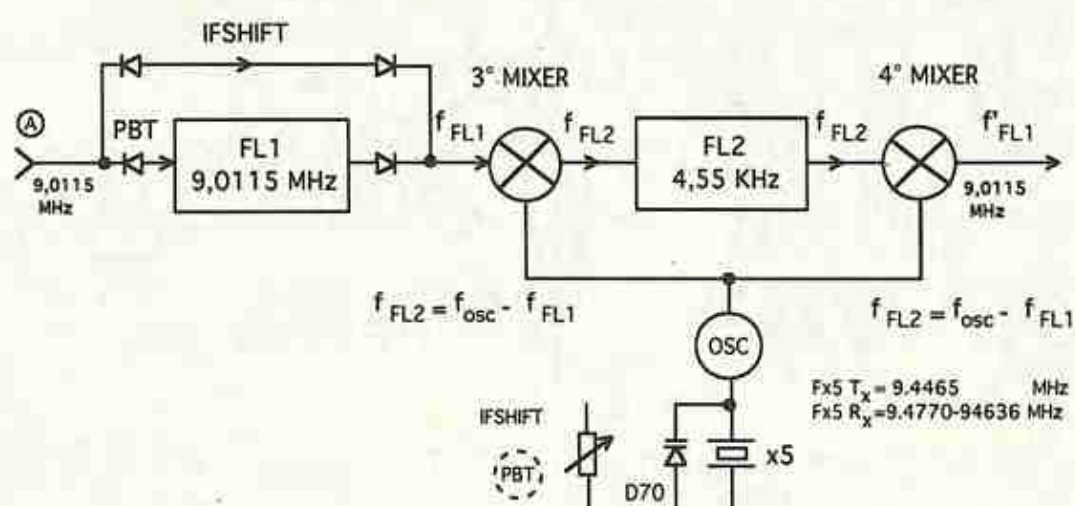 IFSHIFT
3° MIXER
4° MIXER
A
PBT
f FL1
f FL2
f FL2
f' FL1
FL1
9,0115 MHz
FL2
4,55 KHz
9,0115
MHz
9,0115
MHz
f FL2 = f osc - f FL1
f FL2 = f osc - f FL1
OSC
Fx5 Tx = 9.4465 MHz
Fx5 Rx =9.4770-94636 MHz
IFSHIFT
PBT
x5
D70